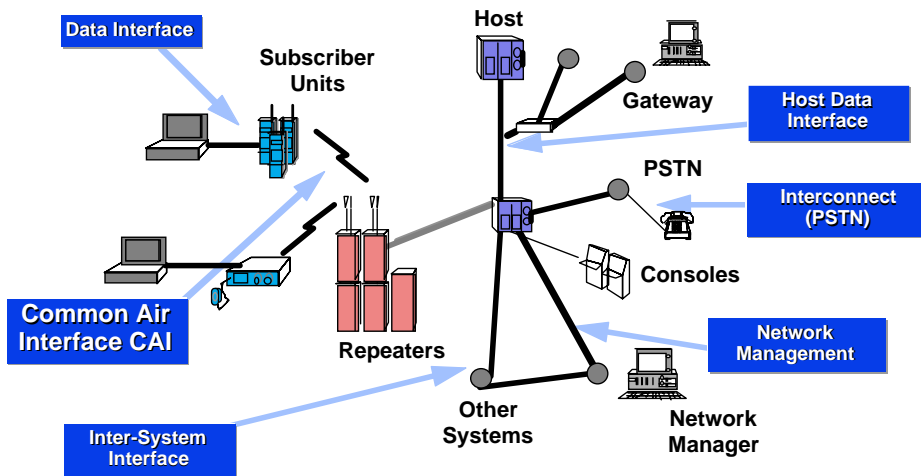 Data Interface
Host
Subscriber
Units
Gateway
Host Data
Interface
PSTN
Interconnect
(PSTN)
Consoles
Common Air
Interface CAI
Repeaters
Network
Management
Other
Systems
Network
Manager
Inter-System
Interface